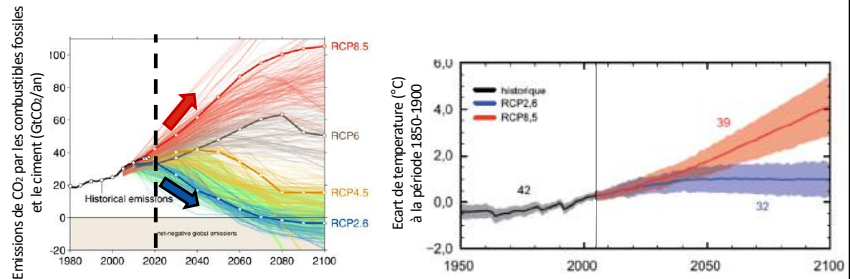 Emissions de CO₂ par les combustibles fossiles
et le ciment (GtCO₂/an)
100
80
60
40
20
0
-20
1980
2000
2020
2040
2060
2080
2100
Historical emissions
net-negative global emissions
RCP8.5
RCP6
RCP4.5
RCP2.6
Ecart de temperature (°C)
à la période 1850-1900
6,0
4,0
2,0
0,0
−2,0
1950
2000
2050
2100
historique
RCP2,6
RCP8,5
42
39
32